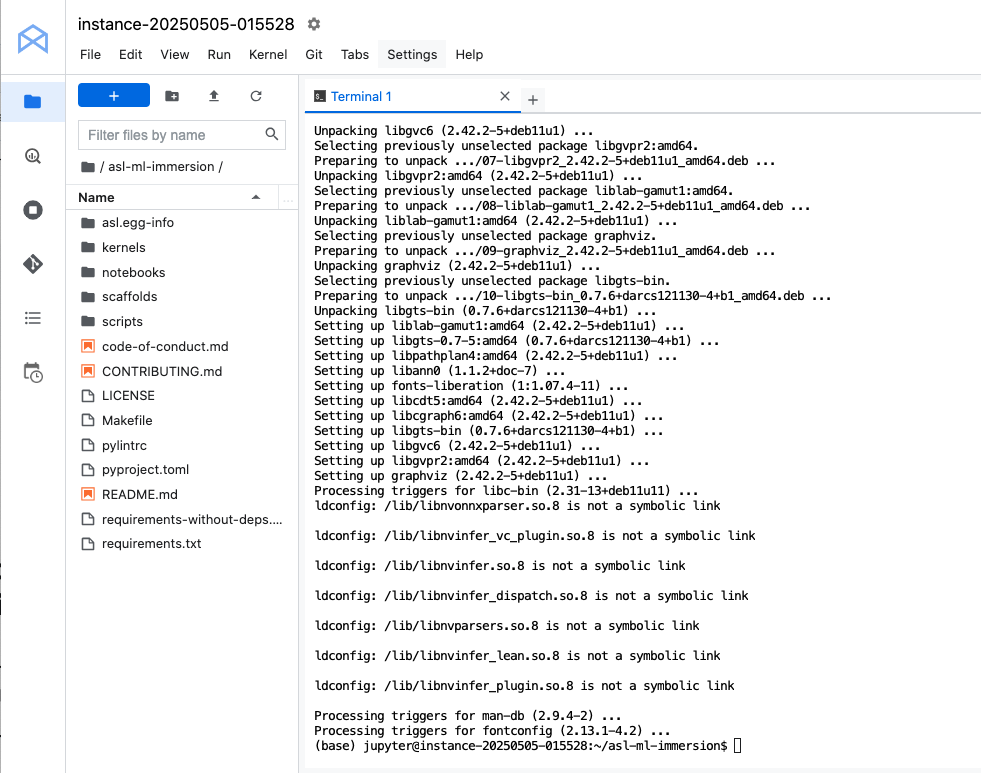 instance-20250505-015528
File Edit View Run Kernel Git Tabs Settings Help
+
Filter files by name
/ asl-ml-immersion /
Name
...
asl.egg-info
kernels
notebooks
scaffolds
scripts
code-of-conduct.md
CONTRIBUTING.md
LICENSE
Makefile
pylintrc
pyproject.toml
README.md
requirements-without-deps....
requirements.txt
Terminal 1
+
Unpacking libgvc6 (2.42.2-5+deb11u1) ...
Selecting previously unselected package libgvpr2:amd64.
Preparing to unpack .../07-libgvpr2_2.42.2-5+deb11u1_amd64.deb ...
Unpacking libgvpr2:amd64 (2.42.2-5+deb11u1) ...
Selecting previously unselected package liblab-gamut1:amd64.
Preparing to unpack .../08-liblab-gamut1_2.42.2-5+deb11u1_amd64.deb ...
Unpacking liblab-gamut1:amd64 (2.42.2-5+deb11u1) ...
Selecting previously unselected package graphviz.
Preparing to unpack .../09-graphviz_2.42.2-5+deb11u1_amd64.deb ...
Unpacking graphviz (2.42.2-5+deb11u1) ...
Selecting previously unselected package libgts-bin.
Preparing to unpack .../10-libgts-bin_0.7.6+darcs121130-4+b1_amd64.deb ...
Unpacking libgts-bin (0.7.6+darcs121130-4+b1) ...
Setting up liblab-gamut1:amd64 (2.42.2-5+deb11u1) ...
Setting up libgts-0.7-5:amd64 (0.7.6+darcs121130-4+b1) ...
Setting up libpathplan4:amd64 (2.42.2-5+deb11u1) ...
Setting up libann0 (1.1.2+doc-7) ...
Setting up fonts-liberation (1:1.07.4-11) ...
Setting up libcdt5:amd64 (2.42.2-5+deb11u1) ...
Setting up libcgraph6:amd64 (2.42.2-5+deb11u1) ...
Setting up libgts-bin (0.7.6+darcs121130-4+b1) ...
Setting up libgvc6 (2.42.2-5+deb11u1) ...
Setting up libgvpr2:amd64 (2.42.2-5+deb11u1) ...
Setting up graphviz (2.42.2-5+deb11u1) ...
Processing triggers for libc-bin (2.31-13+deb11u11) ...
ldconfig: /lib/libnvonnxparser.so.8 is not a symbolic link
ldconfig: /lib/libnvinfer_vc_plugin.so.8 is not a symbolic link
ldconfig: /lib/libnvinfer.so.8 is not a symbolic link
ldconfig: /lib/libnvinfer_dispatch.so.8 is not a symbolic link
ldconfig: /lib/libnvparsers.so.8 is not a symbolic link
ldconfig: /lib/libnvinfer_lean.so.8 is not a symbolic link
ldconfig: /lib/libnvinfer_plugin.so.8 is not a symbolic link
Processing triggers for man-db (2.9.4-2) ...
Processing triggers for fontconfig (2.13.1-4.2) ...
(base) jupyter@instance-20250505-015528:~/asl-ml-immersion$